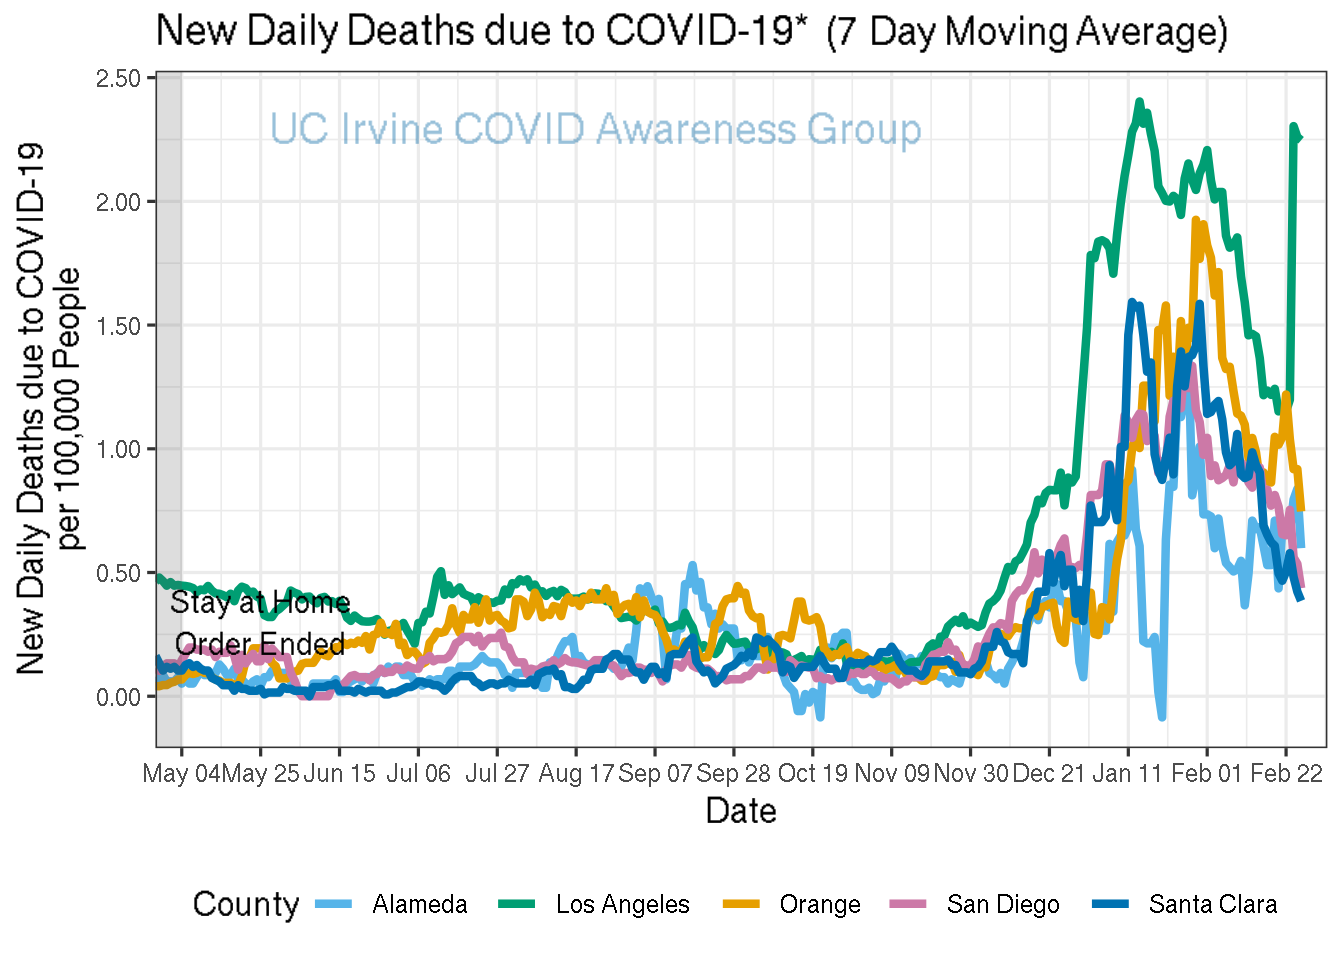 New Daily Deaths due to COVID-19* (7 Day Moving Average)
UC Irvine COVID Awareness Group
New Daily Deaths due to COVID-19
per 100,000 People
2.50
2.00
1.50
1.00
0.50
0.00
Stay at Home
Order Ended
May 04 May 25 Jun 15 Jul 06 Jul 27 Aug 17 Sep 07 Sep 28 Oct 19 Nov 09 Nov 30 Dec 21 Jan 11 Feb 01 Feb 22
Date
County Alameda Los Angeles Orange San Diego Santa Clara